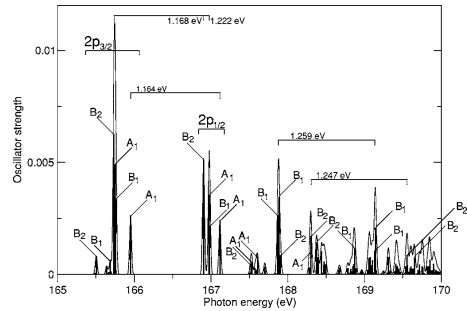 1.168 eV 1.222 eV
0.01
2p3/2
A1
1.164 eV
2p1/2
B2
B2
1.259 eV
A1
A1
0.005
B1
A1
A1
B1
1.247 eV
B1
B1
B2
B2
B1
B2
B1
B2
B1
A1
A1
B2
B2
A1
B1
B1
B2
0
165 166 167 168 169 170
Photon energy (eV)
Oscillator strength